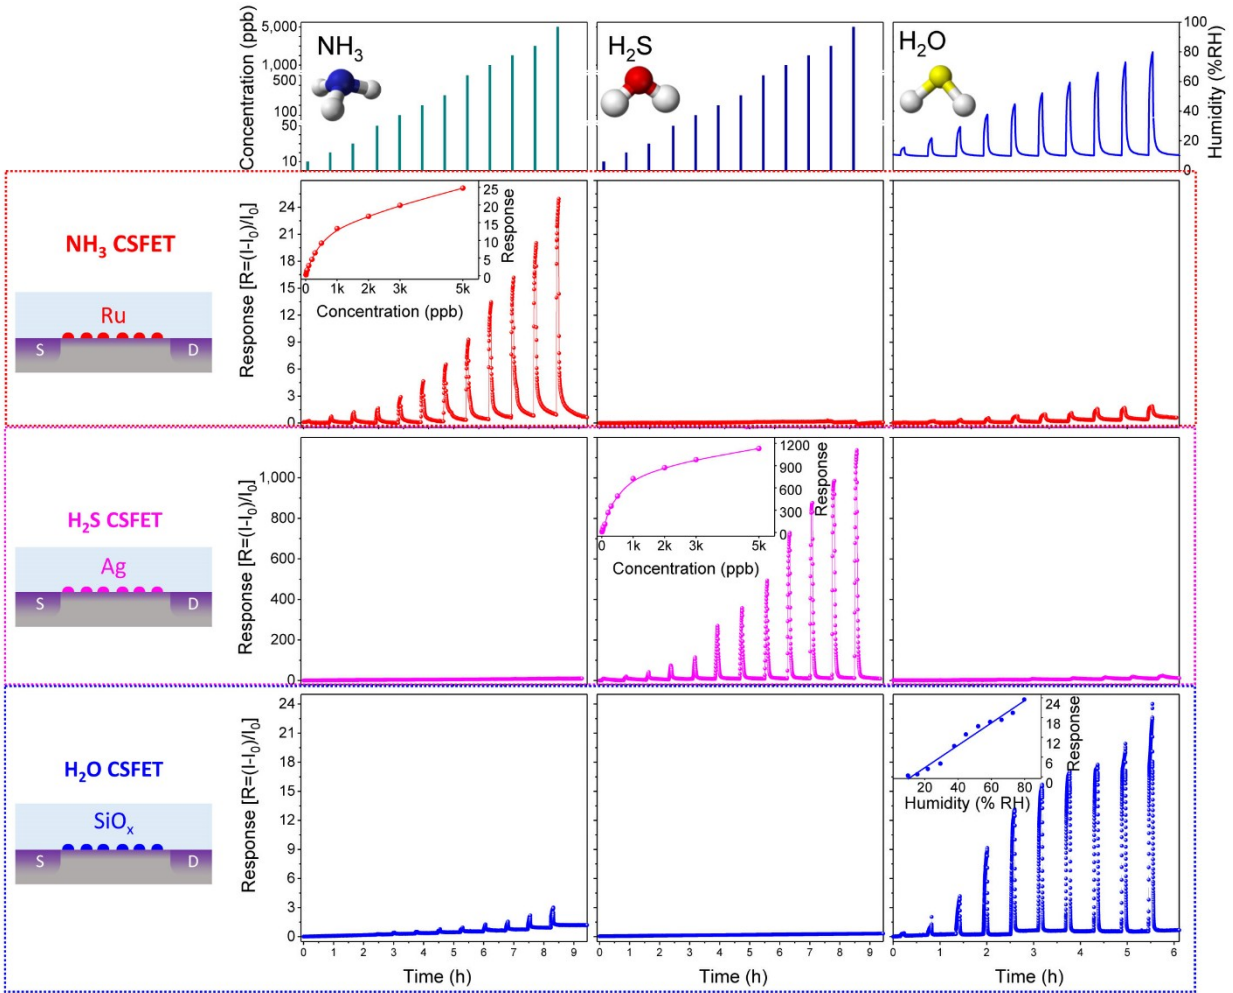 Concentration (ppb)
5,000
1,000
500
100
50
10
NH3
H2S
H2O
100
80
60
40
20
0
Humidity (%RH)
NH3 CSFET
Ru
S
D
Response [R=(I-I0)/I0]
24
21
18
15
12
9
6
3
0
25
20
15
10
5
0
Response
0
1k
2k
3k
5k
Concentration (ppb)
H2S CSFET
Ag
S
D
Response [R=(I-I0)/I0]
1,000
800
600
400
200
0
1200
900
600
300
0
Response
0
1k
2k
3k
5k
Concentration (ppb)
H2O CSFET
SiOx
S
D
Response [R=(I-I0)/I0]
24
21
18
15
12
9
6
3
0
24
18
12
6
0
Response
20
40
60
80
Humidity (% RH)
0 1 2 3 4 5 6 7 8 9
0 1 2 3 4 5 6 7 8 9
0 1 2 3 4 5 6
Time (h)
Time (h)
Time (h)